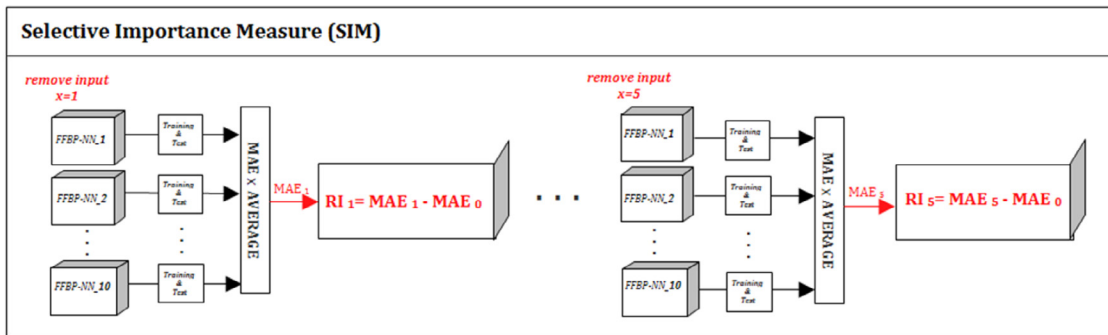 Selective Importance Measure (SIM)
remove input
x=1
FFBP-NN_1
Training
&
Test
FFBP-NN_2
Training
&
Test
FFBP-NN_10
Training
&
Test
MAE x AVERAGE
MAE 1
RI 1= MAE 1 - MAE 0
remove input
x=5
FFBP-NN_1
Training
&
Test
FFBP-NN_2
Training
&
Test
FFBP-NN_10
Training
&
Test
MAE x AVERAGE
MAE 5
RI 5= MAE 5 - MAE 0